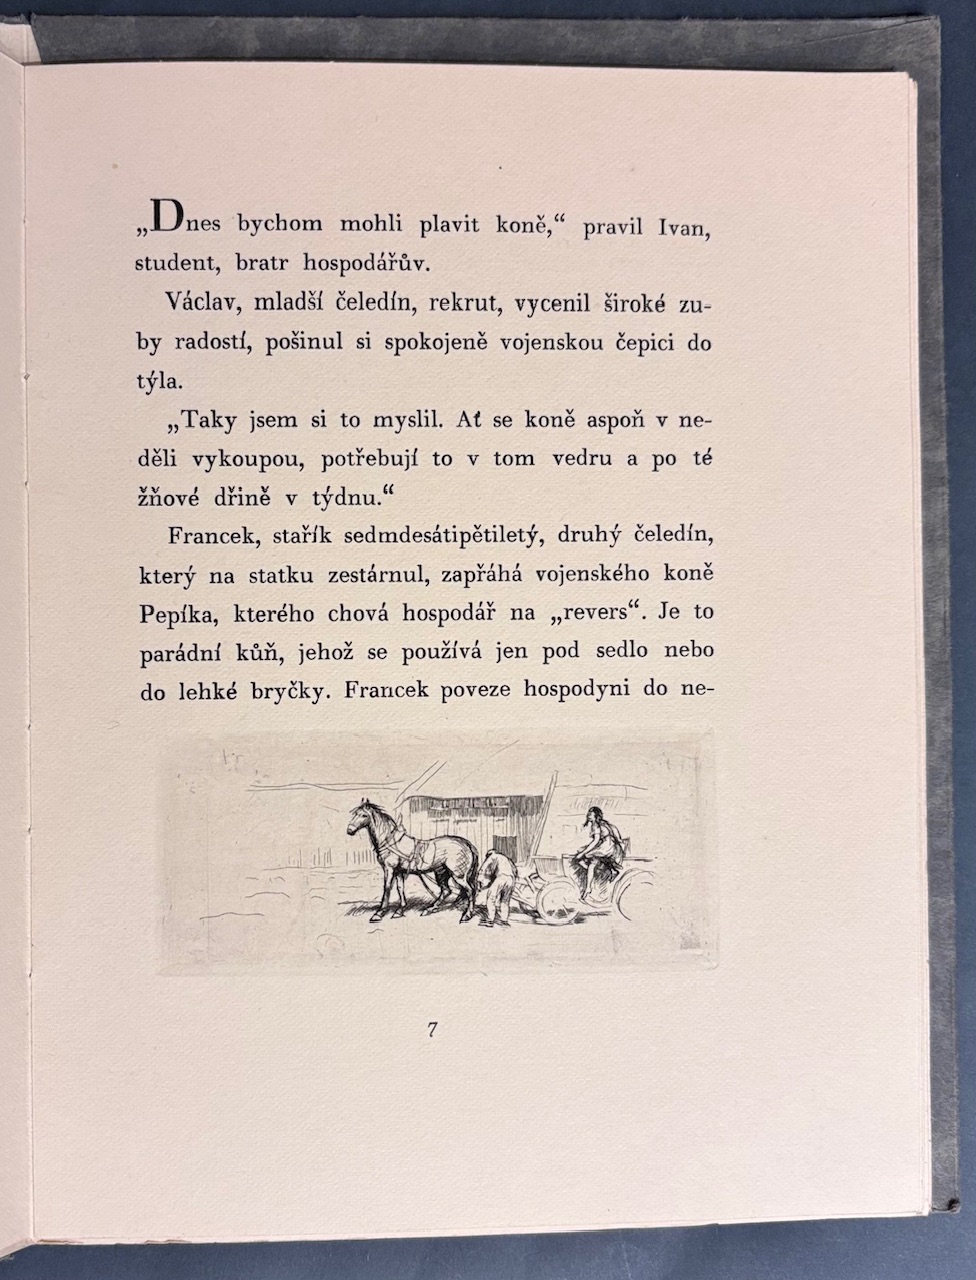 „Dnes bychom mohli plavit koně,“ pravil Ivan,
student, bratr hospodářův.
Václav, mladší čeledín, rekrut, vycenil široké zu-
by radostí, pošinul si spokojeně vojenskou čepici do
týla.
„Taky jsem si to myslil. Ať se koně aspoň v ne-
děli vykoupou, potřebují to v tom vedru a po té
žňové dřině v týdnu.“
Francek, stařík sedmdesátipětiletý, druhý čeledín,
který na statku zestárnul, zapřáhá vojenského koně
Pepíka, kterého chová hospodář na „revers“. Je to
parádní kůň, jehož se používá jen pod sedlo nebo
do lehké bryčky. Francek poveze hospodyni do ne-
7